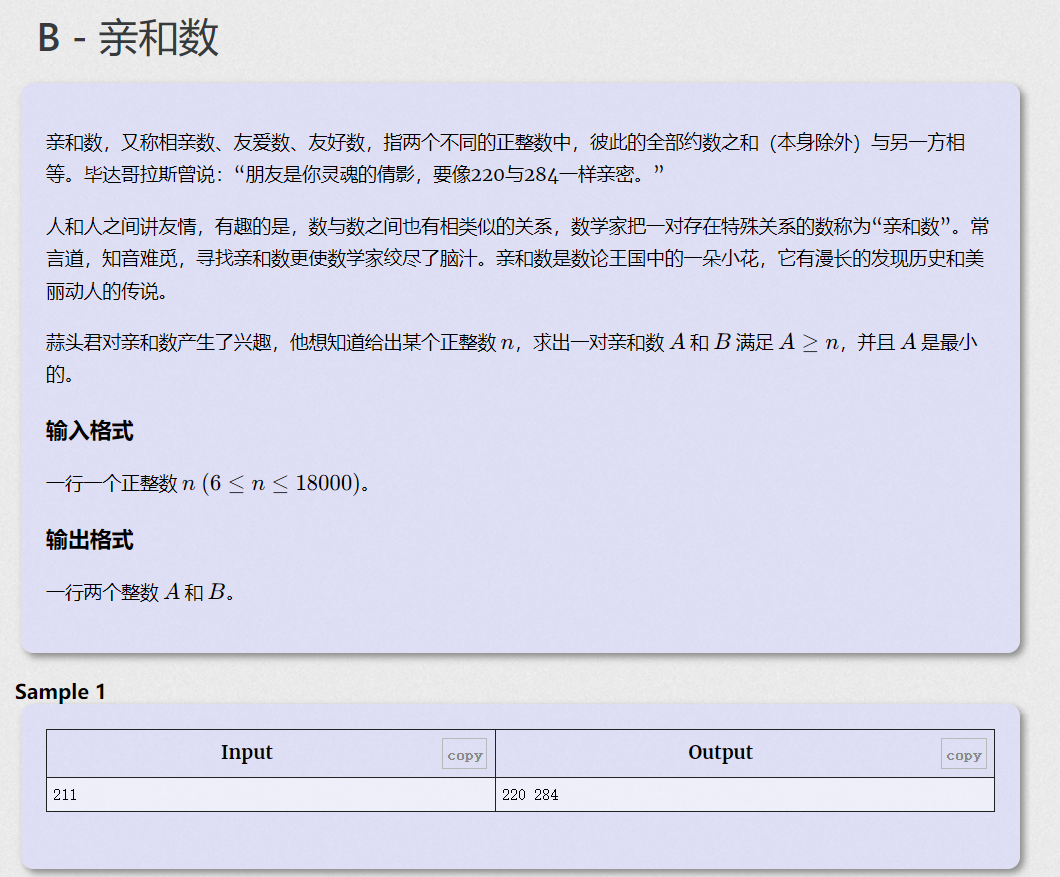 B - 亲和数
亲和数，又称相亲数、友爱数、友好数，指两个不同的正整数中，彼此的全部约数之和（本身除外）与另一方相
等。毕达哥拉斯曾说：“朋友是你灵魂的倩影，要像220与284一样亲密。”
人和人之间讲友情，有趣的是，数与数之间也有相类似的关系，数学家把一对存在特殊关系的数称为“亲和数”。常
言道，知音难觅，寻找亲和数更使数学家绞尽了脑汁。亲和数是数论王国中的一朵小花，它有漫长的发现历史和美
丽动人的传说。
蒜头君对亲和数产生了兴趣，他想知道给出某个正整数 n，求出一对亲和数 A 和 B 满足 A ≥ n，并且 A 是最小
的。
输入格式
一行一个正整数 n (6 ≤ n ≤ 18000)。
输出格式
一行两个整数 A 和 B。
Sample 1
Input copy Output copy
211 220 284